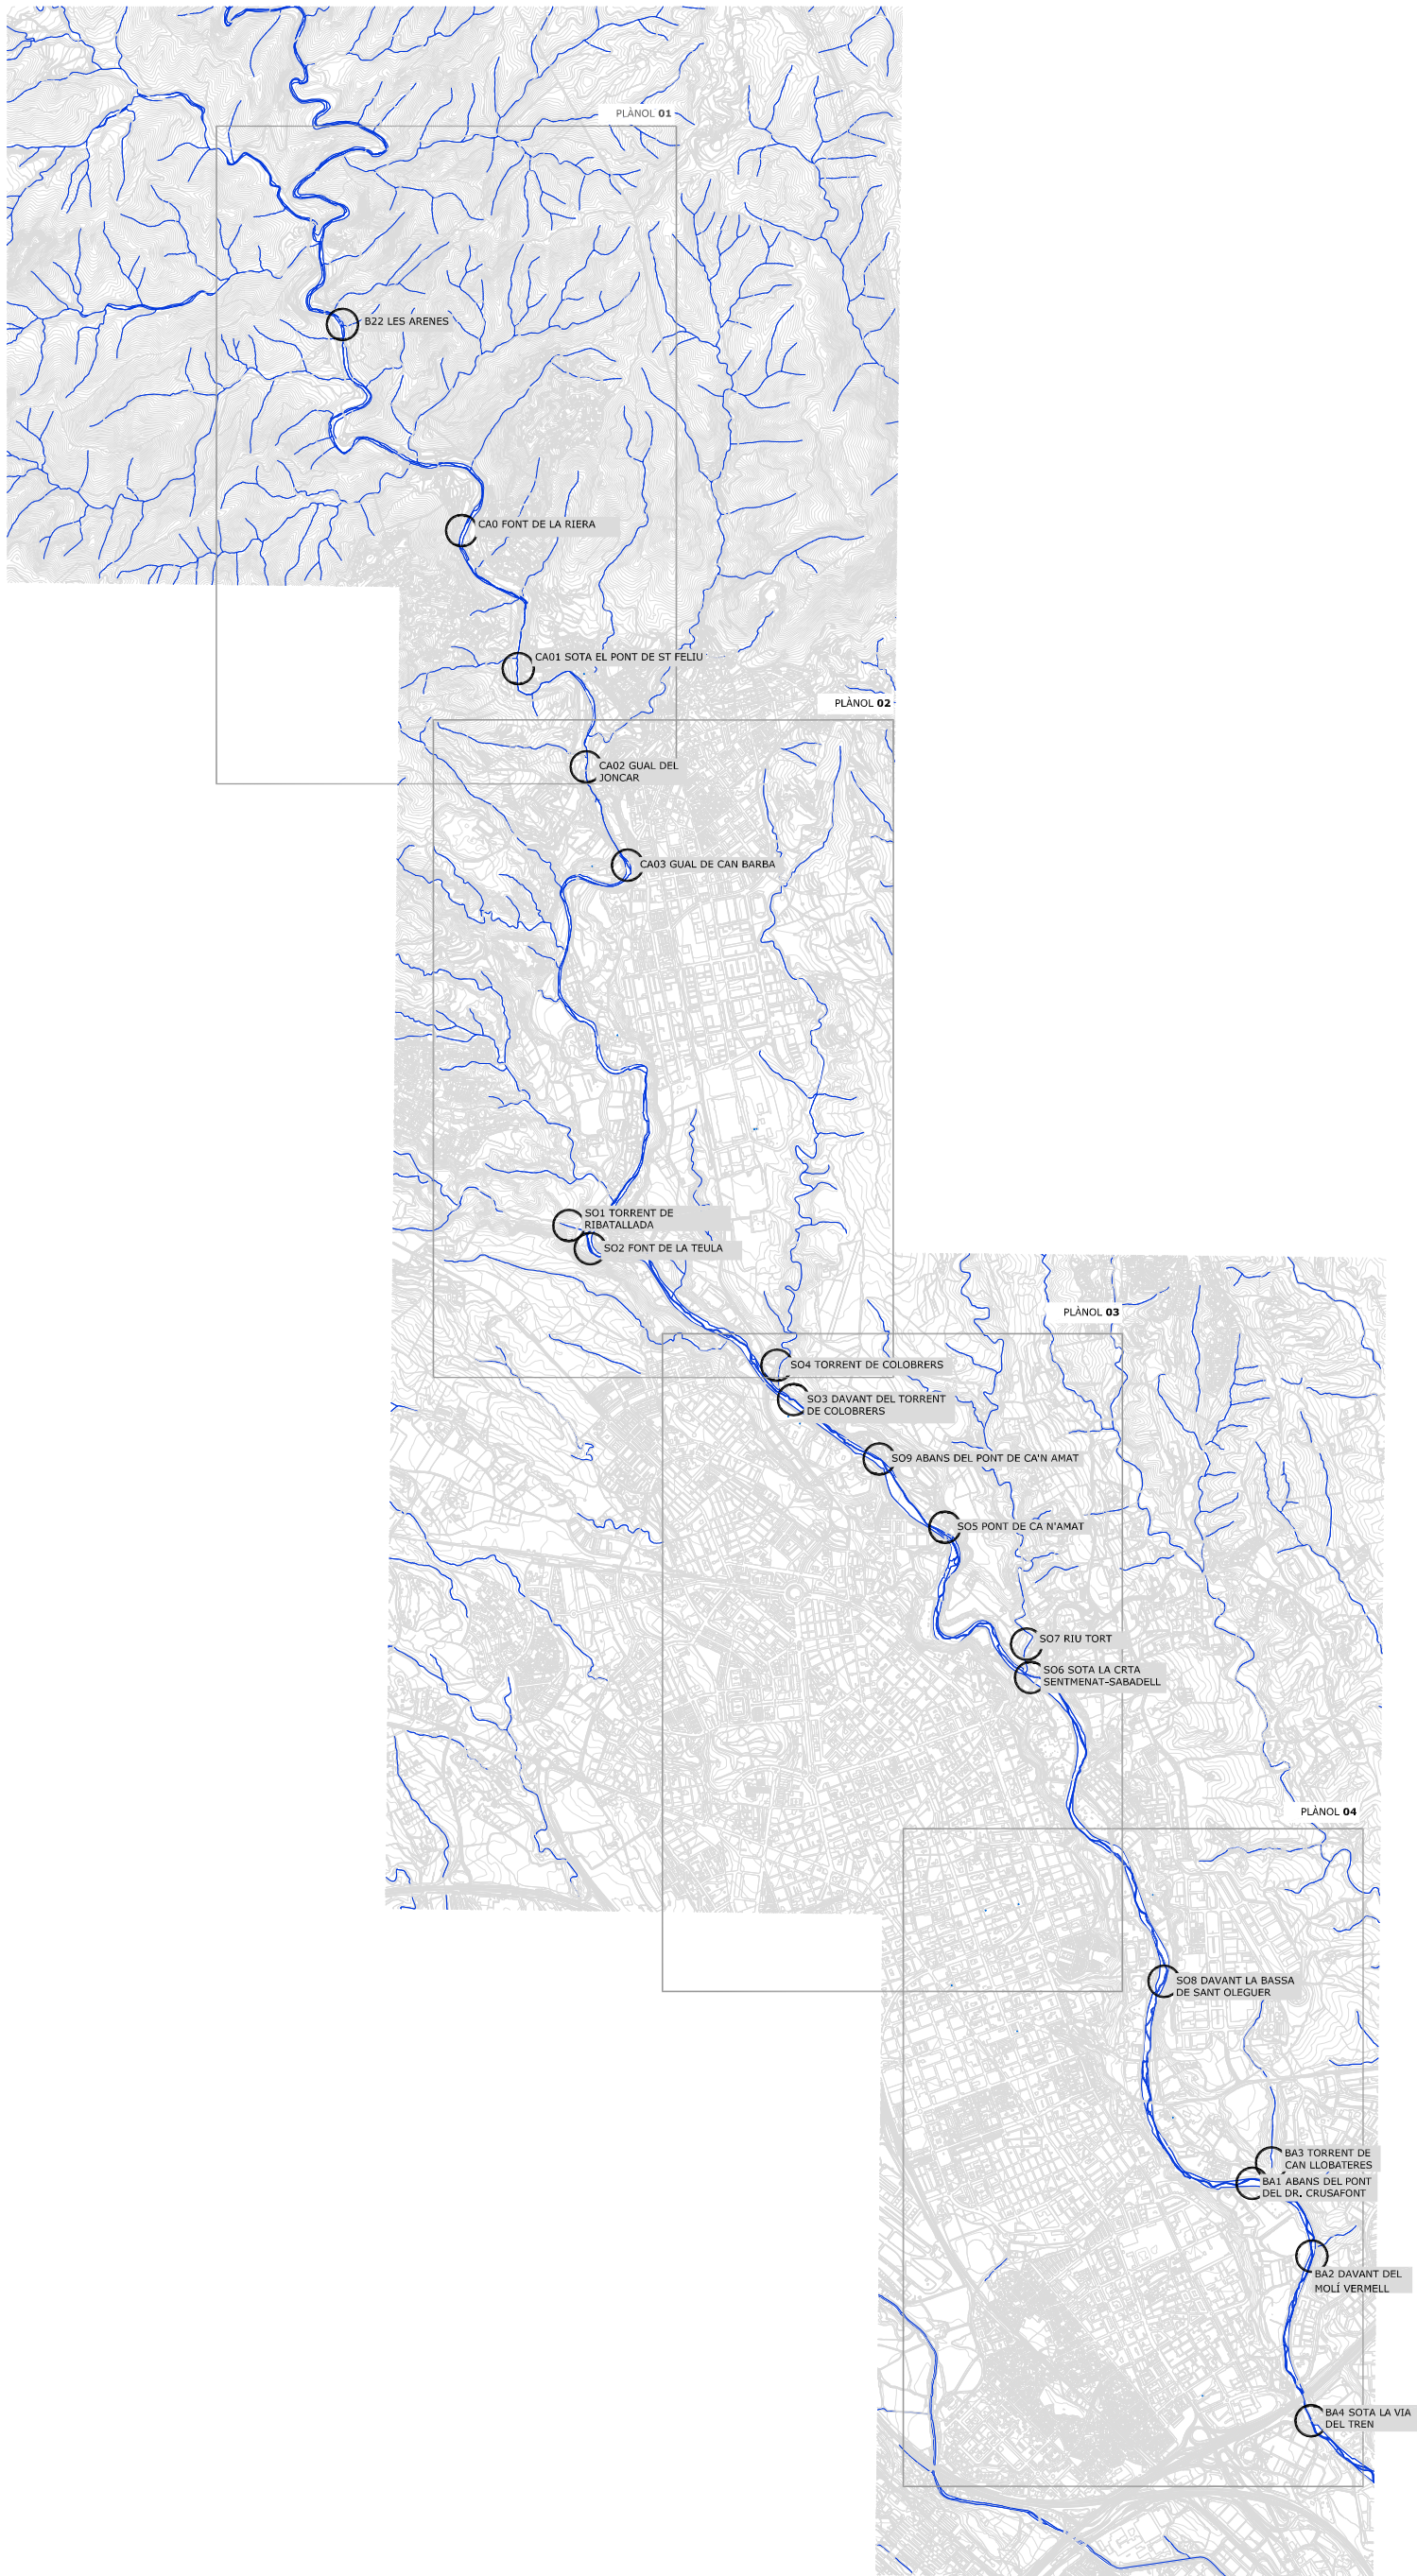 PLÀNOL 01
B22 LES ARENES
CA0 FONT DE LA RIERA
CA01 SOTA EL PONT DE ST FELIU
PLÀNOL 02
CA02 GUAL DEL
JONCAR
CA03 GUAL DE CAN BARBA
SO1 TORRENT DE
RIBATALLADA
SO2 FONT DE LA TEULA
PLÀNOL 03
SO4 TORRENT DE COLOBRERS
SO3 DAVANT DEL TORRENT
DE COLOBRERS
SO9 ABANS DEL PONT DE CA'N AMAT
SO5 PONT DE CA N'AMAT
SO7 RIU TORT
SO6 SOTA LA CRTA
SENTMENAT-SABADELL
PLÀNOL 04
SO8 DAVANT LA BASSA
DE SANT OLEGUER
BA3 TORRENT DE
CAN LLOBATERES
BA1 ABANS DEL PONT
DEL DR. CRUSAFONT
BA2 DAVANT DEL
MOLÍ VERMELL
BA4 SOTA LA VIA
DEL TREN